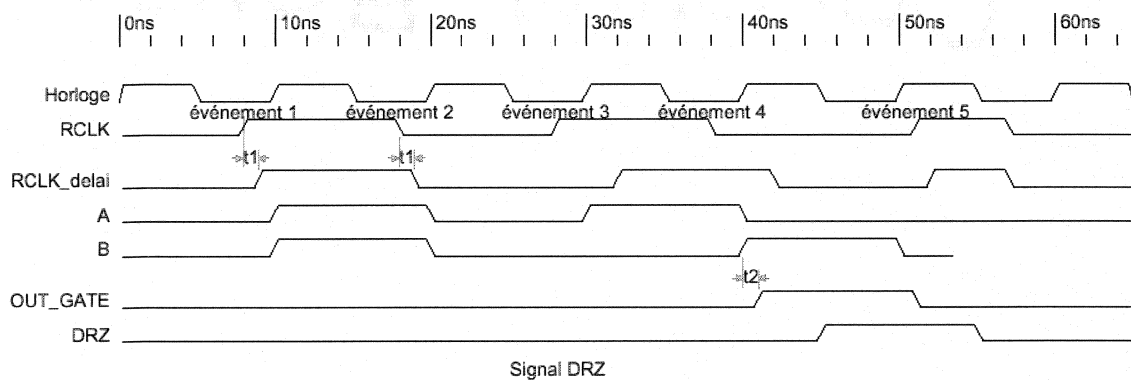 0ns 10ns 20ns 30ns 40ns 50ns 60ns
Horloge
événement 1 événement 2 événement 3 événement 4 événement 5
RCLK
t1 t1
RCLK_delai
A
B
t2
OUT_GATE
DRZ
Signal DRZ